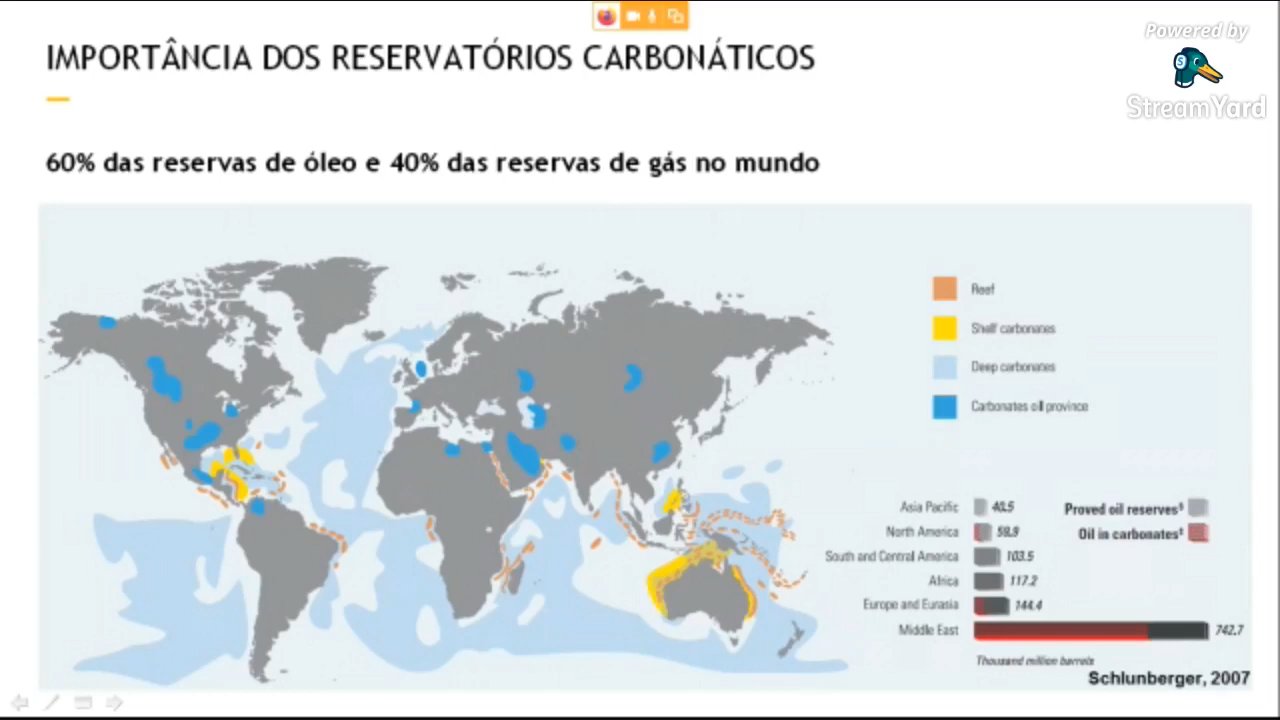 Powered by
StreamYard
IMPORTÂNCIA DOS RESERVATÓRIOS CARBONÁTICOS
60% das reservas de óleo e 40% das reservas de gás no mundo
Reef
Shelf carbonates
Deep carbonates
Carbonates oil province
Asia Pacific 40.5
North America 59.9
South and Central America 103.5
Africa 117.2
Europe and Eurasia 144.4
Middle East 742.7
Proved oil reserves§
Oil in carbonates‡
Thousand million barrels
Schlunberger, 2007